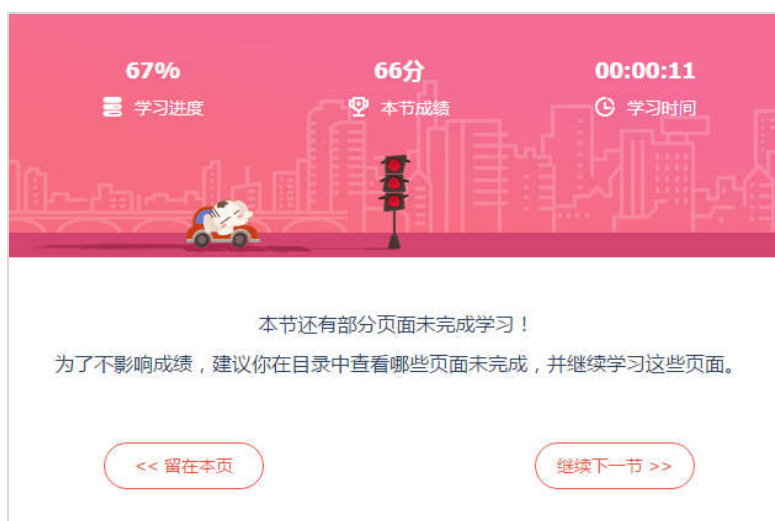 67% 66分 00:00:11
学习进度 本节成绩 学习时间
本节还有部分页面未完成学习！
为了不影响成绩，建议你在目录中查看哪些页面未完成，并继续学习这些页面。
<< 留在本页 继续下一节 >>